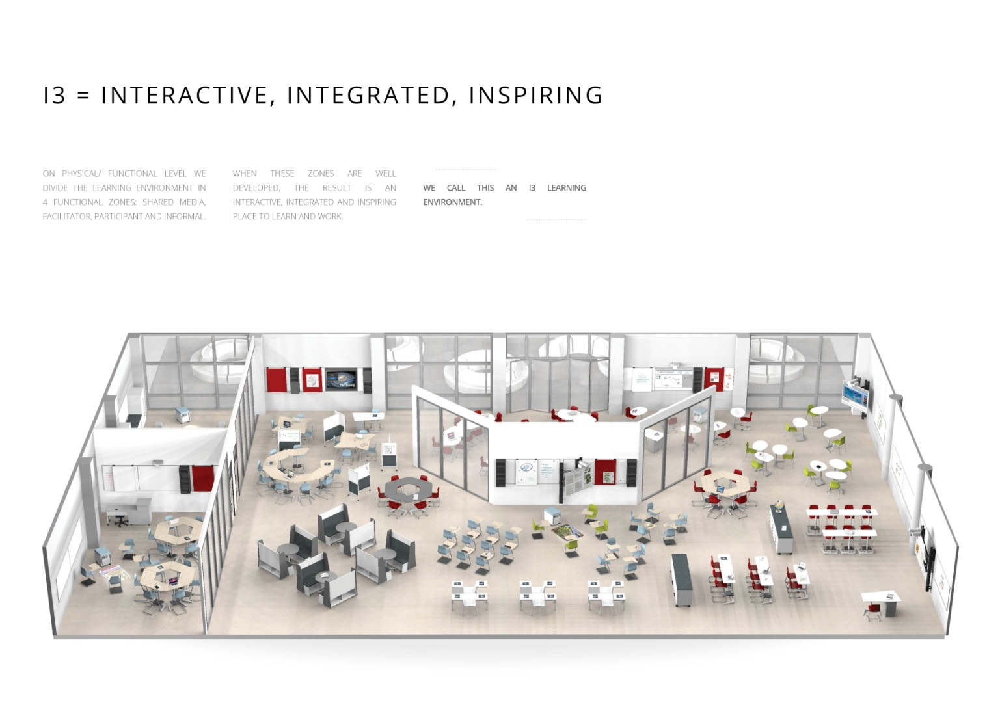 I3 = INTERACTIVE, INTEGRATED, INSPIRING
ON PHYSICAL/ FUNCTIONAL LEVEL WE
DIVIDE THE LEARNING ENVIRONMENT IN
4 FUNCTIONAL ZONES: SHARED MEDIA,
FACILITATOR, PARTICIPANT AND INFORMAL.
WHEN THESE ZONES ARE WELL
DEVELOPED, THE RESULT IS AN
INTERACTIVE, INTEGRATED AND INSPIRING
PLACE TO LEARN AND WORK.
WE CALL THIS AN I3 LEARNING
ENVIRONMENT.